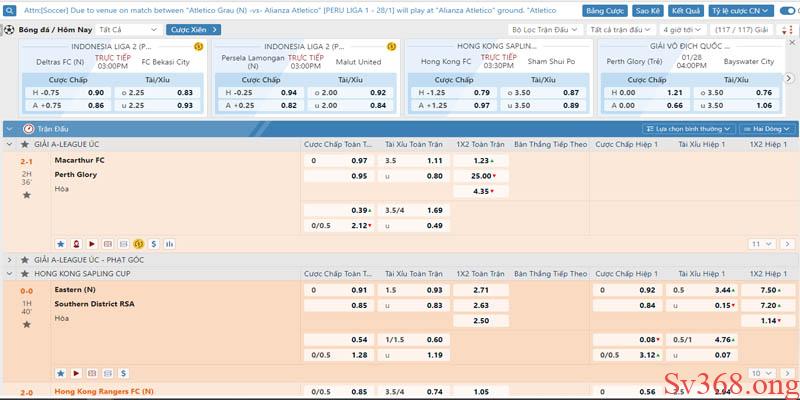 Attn:[Soccer] Due to venue on match between "Atletico Grau (N) -vs- Alianza Atletico" [PERU LIGA 1 - 28/1] will play at "Alianza Atletico" ground. "Atletico
Bảng Cược Sao Kê Kết Quả Tỷ lệ cược CN
Bóng đá / Hôm Nay Tất Cả Cược Xiên Bộ Lọc Trận Đấu Tất cả trận đấu 4 giờ tới (117 / 117) Giải
INDONESIA LIGA 2 (P... INDONESIA LIGA 2 (P... HONG KONG SAPLIN... GIẢI VÔ ĐỊCH QUỐC ...
Deltras FC (N) TRỰC TIẾP 03:00PM FC Bekasi City
Persela Lamongan (N) TRỰC TIẾP 03:00PM Malut United
Hong Kong FC TRỰC TIẾP 03:30PM Sham Shui Po
Perth Glory (Trẻ) 01/28 04:00PM Bayswater City
Cược Chấp Tài/Xỉu Cược Chấp Tài/Xỉu Cược Chấp Tài/Xỉu Cược Chấp Tài/Xỉu
H -0.75 0.90 o 2.25 0.83 H -0.25 0.94 o 2.00 0.92 H -1.25 0.79 o 3.50 0.87 H 0.00 1.21 o 3.50 0.76
A +0.75 0.86 u 2.25 0.93 A +0.25 0.82 u 2.00 0.84 A +1.25 0.97 u 3.50 0.89 A 0.00 0.66 u 3.50 1.06
Trận Đấu Lựa chọn bình thường Hai Dòng
GIẢI A-LEAGUE ÚC Cược Chấp Toàn T... Tài Xỉu Toàn Trận 1X2 Toàn Trận Bàn Thắng Tiếp Theo Cược Chấp Hiệp 1 Tài Xỉu Hiệp 1 1X2 Hiệp 1
2-1 Macarthur FC 0 0.97 3.5 1.11 1.23
2H Perth Glory 0.95 u 0.80 25.00
36' Hòa 4.35
0.39 3.5/4 1.69
0/0.5 2.12 u 0.49
11
GIẢI A-LEAGUE ÚC - PHẠT GÓC
HONG KONG SAPLING CUP Cược Chấp Toàn T... Tài Xỉu Toàn Trận 1X2 Toàn Trận Bàn Thắng Tiếp Theo Cược Chấp Hiệp 1 Tài Xỉu Hiệp 1 1X2 Hiệp 1
0-0 Eastern (N) 0 0.91 1.5 0.93 2.71 0 0.92 0.5 3.44 7.50
1H Southern District RSA 0.85 u 0.83 2.63 0.84 u 0.15 7.20
40' Hòa 2.50 1.14
0.54 1/1.5 0.60 0.08 0.5/1 4.76
0/0.5 1.28 u 1.19 0/0.5 3.12 u 0.07
10
2-0 Hong Kong Rangers FC (N) 0/0.5 0.85 3.5/4 0.74 1.05 0 0.56 2.5 2.94
Sv368.ong